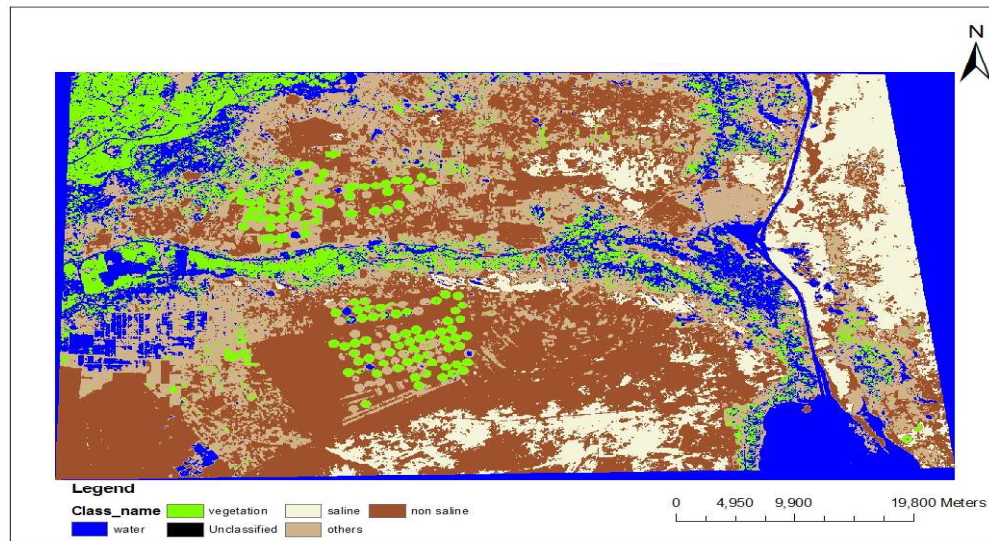 N
Legend
Class_name vegetation saline non saline
water Unclassified others
0 4,950 9,900 19,800 Meters